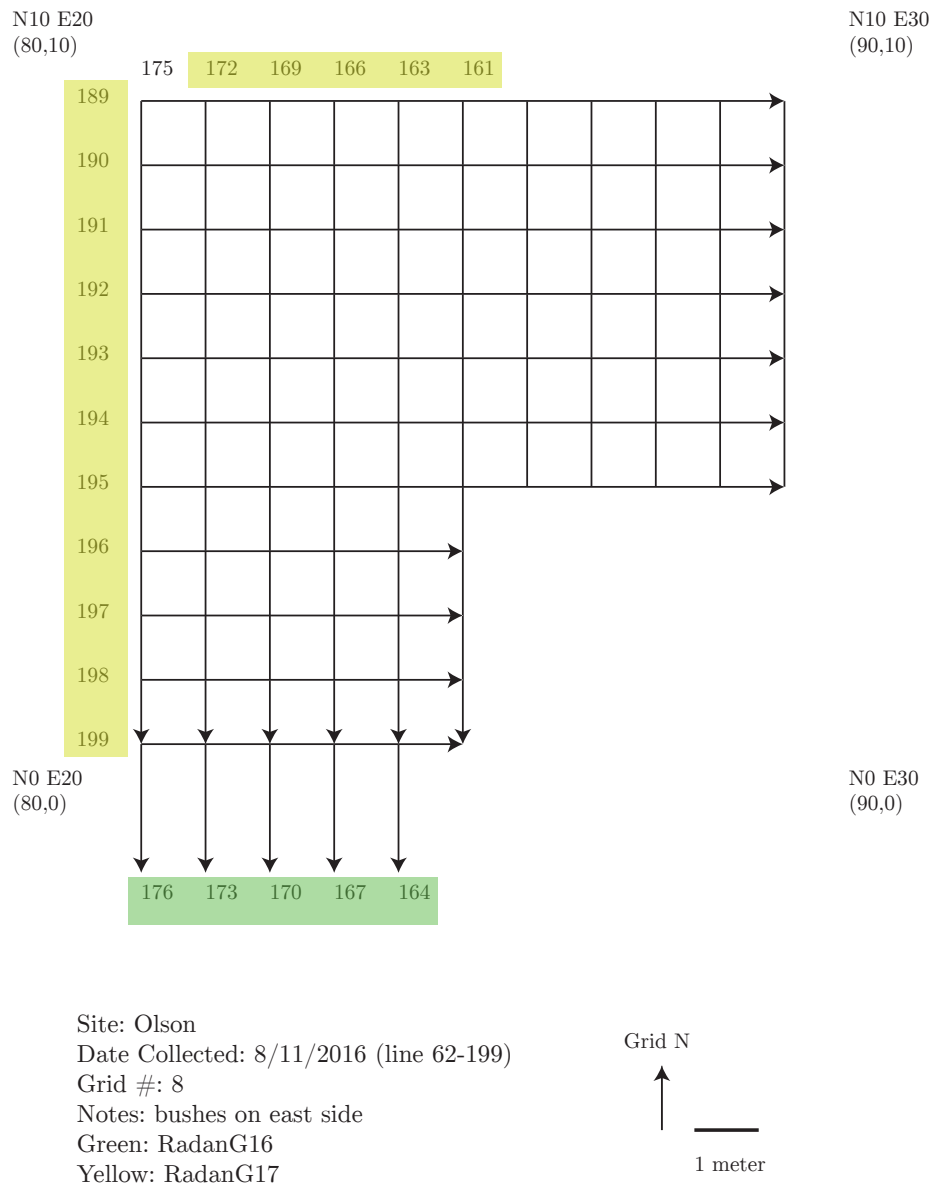 N10 E20
(80,10)
N10 E30
(90,10)
175 172 169 166 163 161
189
190
191
192
193
194
195
196
197
198
199
N0 E20
(80,0)
N0 E30
(90,0)
176 173 170 167 164
Site: Olson
Date Collected: 8/11/2016 (line 62-199)
Grid #: 8
Notes: bushes on east side
Green: RadanG16
Yellow: RadanG17
Grid N
1 meter